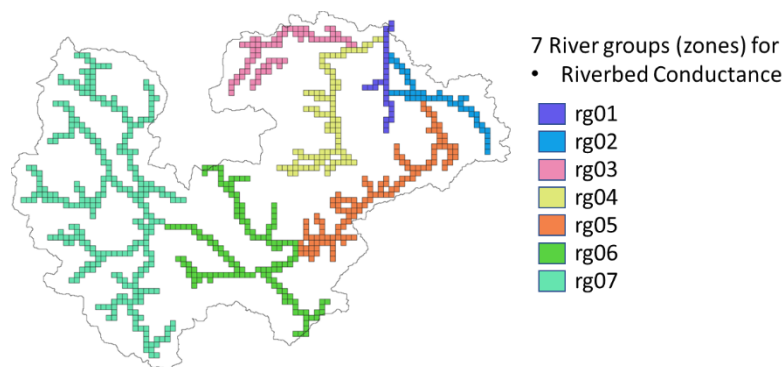 7 River groups (zones) for
• Riverbed Conductance
rg01
rg02
rg03
rg04
rg05
rg06
rg07